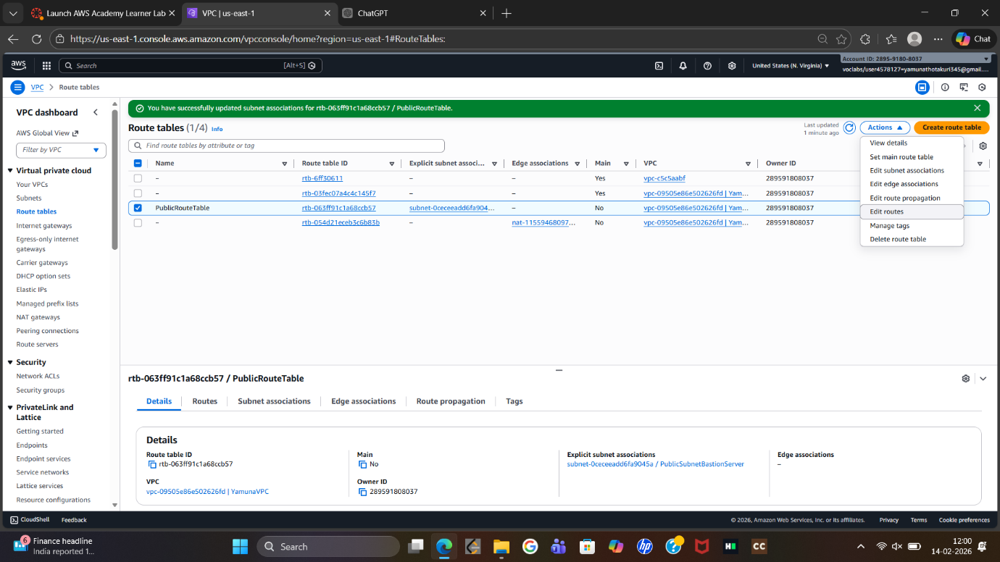 Launch AWS Academy Learner Lab
VPC | us-east-1
ChatGPT
https://us-east-1.console.aws.amazon.com/vpcconsole/home?region=us-east-1#RouteTables:
Chat
aws
Search
[Alt+S]
United States (N. Virginia)
Account ID: 2895-9180-8037
voclabs/user4578127=yamunathotakuri345@gmail....
VPC > Route tables
VPC dashboard
AWS Global View
Filter by VPC
Virtual private cloud
Your VPCs
Subnets
Route tables
Internet gateways
Egress-only internet
gateways
Carrier gateways
DHCP option sets
Elastic IPs
Managed prefix lists
NAT gateways
Peering connections
Route servers
Security
Network ACLs
Security groups
PrivateLink and
Lattice
Getting started
Endpoints
Endpoint services
Service networks
Lattice services
Resource configurations
You have successfully updated subnet associations for rtb-063ff91c1a68ccb57 / PublicRouteTable.
Route tables (1/4) Info
Last updated
1 minute ago
Actions
Create route table
Find route tables by attribute or tag
View details
Set main route table
Edit subnet associations
Edit edge associations
Edit route propagation
Edit routes
Manage tags
Delete route table
Name Route table ID Explicit subnet associ... Edge associations Main VPC Owner ID
– rtb-6ff30611 – – Yes vpc-c5c5aabf 289591808037
– rtb-03fec07a4c4c145f7 – – Yes vpc-09505e86e502626fd | Yam... 289591808037
PublicRouteTable rtb-063ff91c1a68ccb57 subnet-0ceceeadd6fa904... – No vpc-09505e86e502626fd | Yam... 289591808037
– rtb-054d21eceb3c6b83b – nat-11559468097... No vpc-09505e86e502626fd | Yam... 289591808037
rtb-063ff91c1a68ccb57 / PublicRouteTable
Details Routes Subnet associations Edge associations Route propagation Tags
Details
Route table ID
rtb-063ff91c1a68ccb57
Main
No
Explicit subnet associations
subnet-0ceceeadd6fa9045a / PublicSubnetBastionServer
Edge associations
–
VPC
vpc-09505e86e502626fd | YamunaVPC
Owner ID
289591808037
CloudShell Feedback
© 2026, Amazon Web Services, Inc. or its affiliates. Privacy Terms Cookie preferences
6
Finance headline
India reported 1...
Search
12:00
14-02-2026